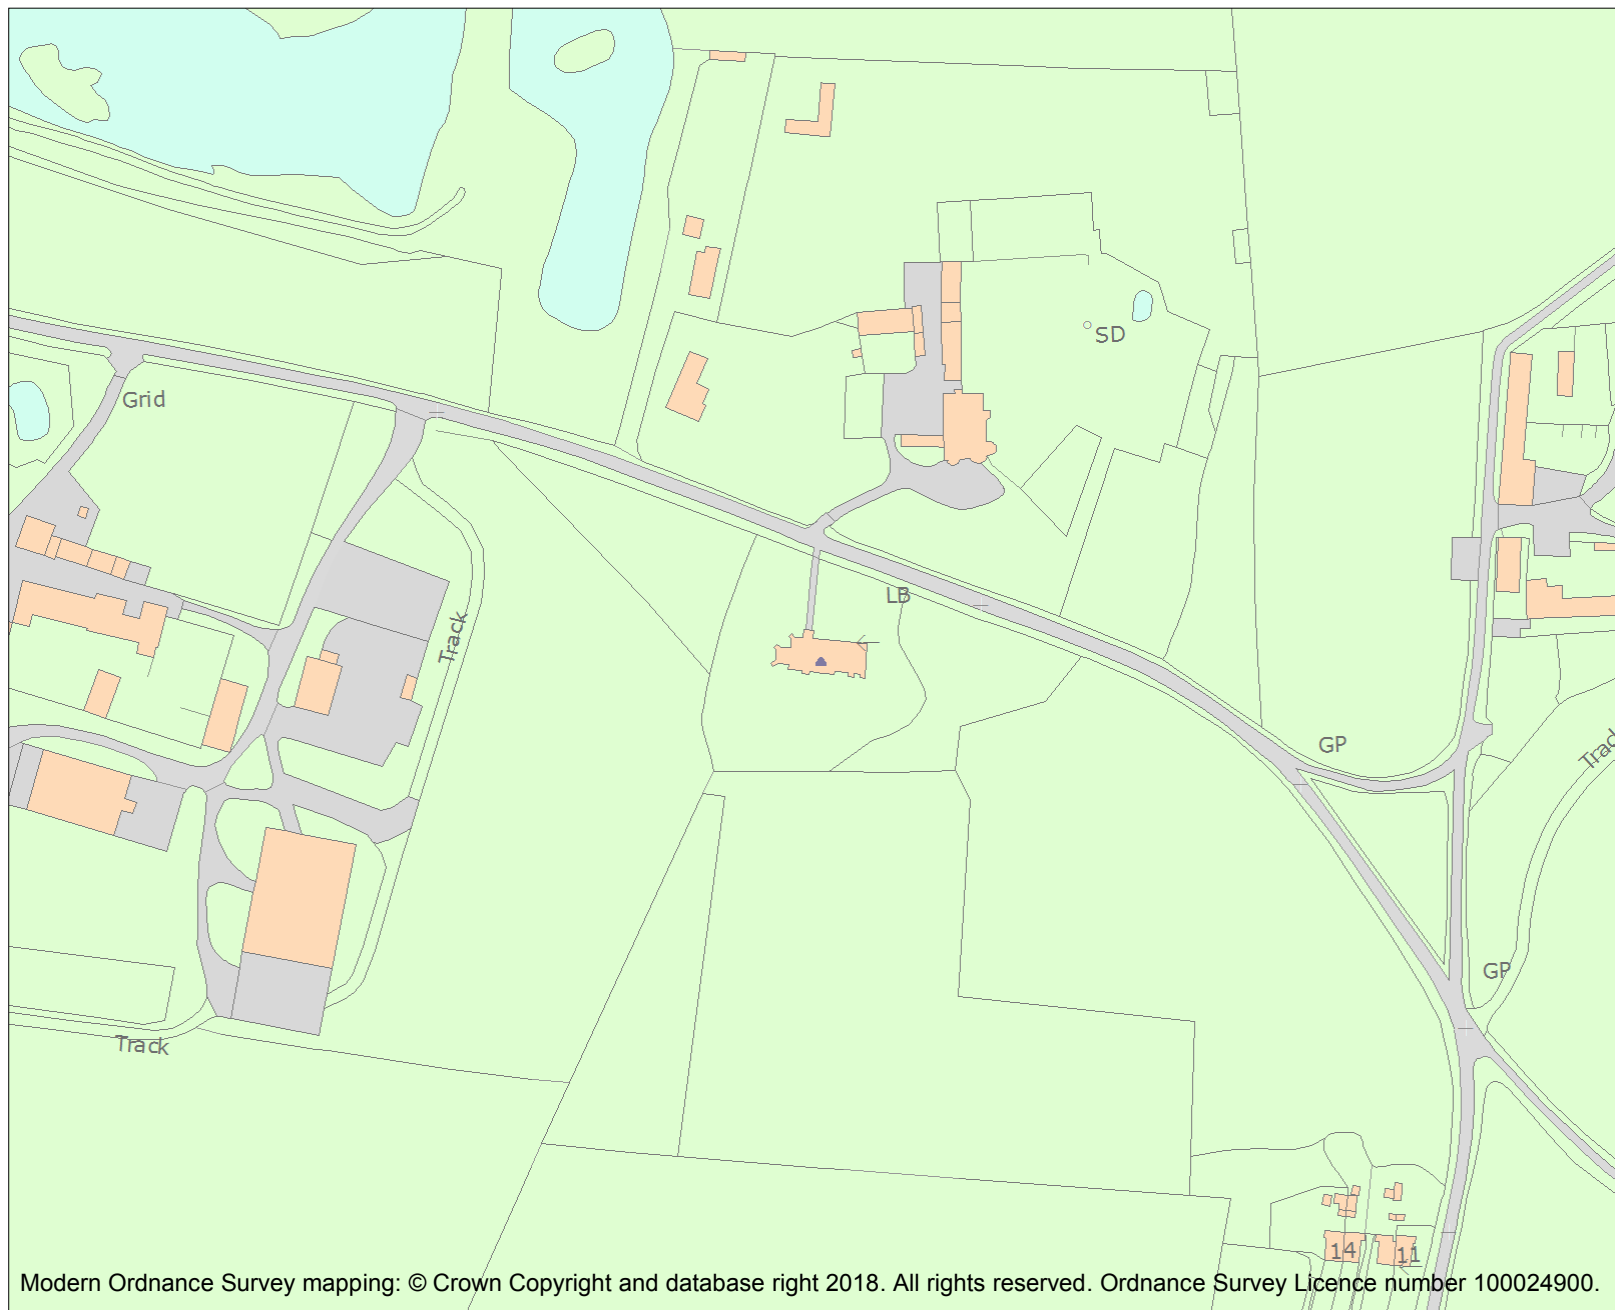 SD
Grid
LB
Track
GP
Trac
GP
Track
14
11
Modern Ordnance Survey mapping: © Crown Copyright and database right 2018. All rights reserved. Ordnance Survey Licence number 100024900.